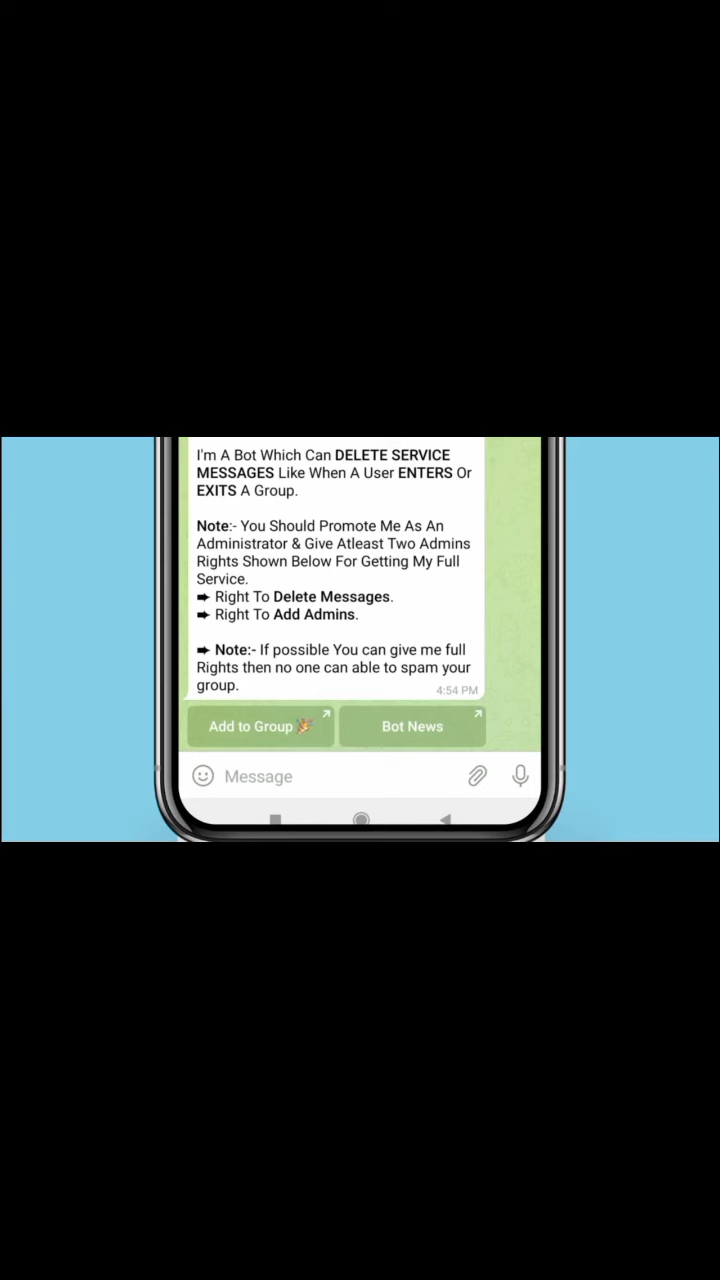 I'm A Bot Which Can DELETE SERVICE
MESSAGES Like When A User ENTERS Or
EXITS A Group.
Note:- You Should Promote Me As An
Administrator & Give Atleast Two Admins
Rights Shown Below For Getting My Full
Service.
➨ Right To Delete Messages.
➨ Right To Add Admins.
➨ Note:- If possible You can give me full
Rights then no one can able to spam your
group.
4:54 PM
Add to Group 🎉
Bot News
Message